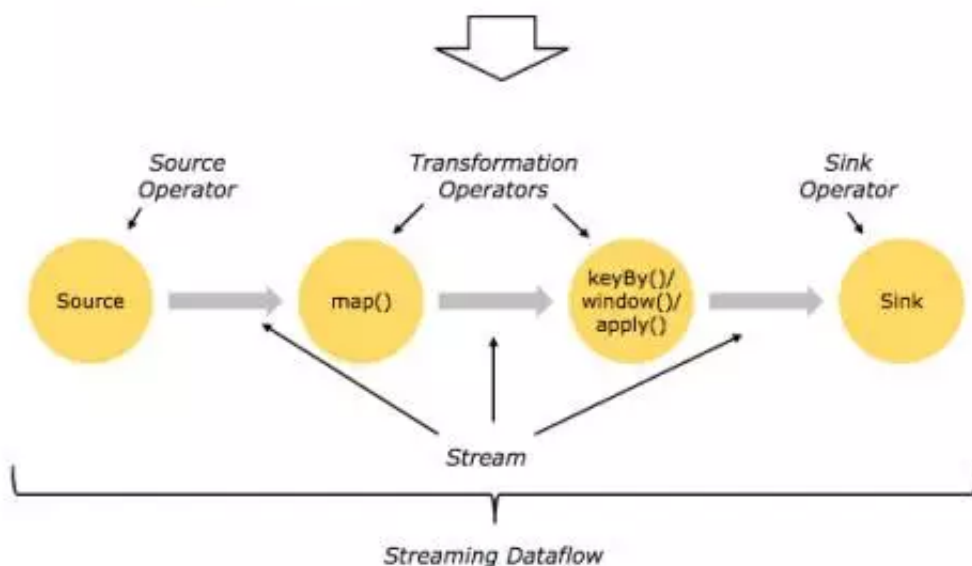 Source
Operator
Transformation
Operators
Sink
Operator
Source
map()
keyBy()/
window()/
apply()
Sink
Stream
Streaming Dataflow